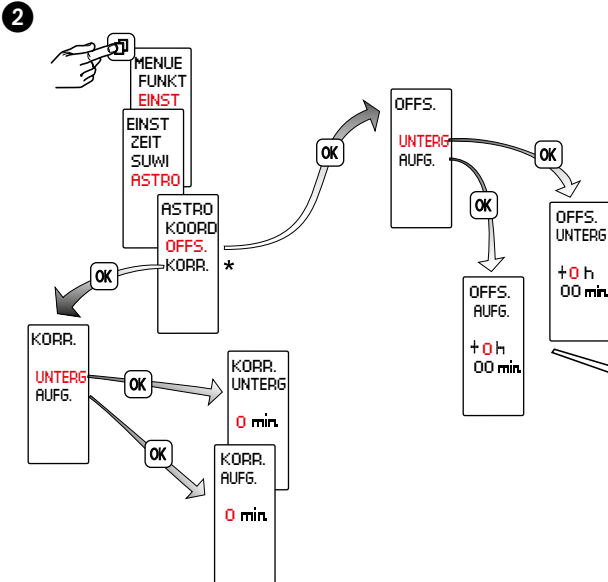 2
MENUE
FUNKT
EINST
EINST
ZEIT
SUWI
ASTRO
ASTRO
KOORD
OFFS.
KORR. *
OK
OFFS.
UNTERG
AUFG.
OK
OK
OFFS.
UNTERG
+0 h
00 min.
OFFS.
AUFG.
+0 h
00 min
OK
KORR.
UNTERG
AUFG.
OK
OK
KORR.
UNTERG
0 min.
KORR.
AUFG.
0 min.